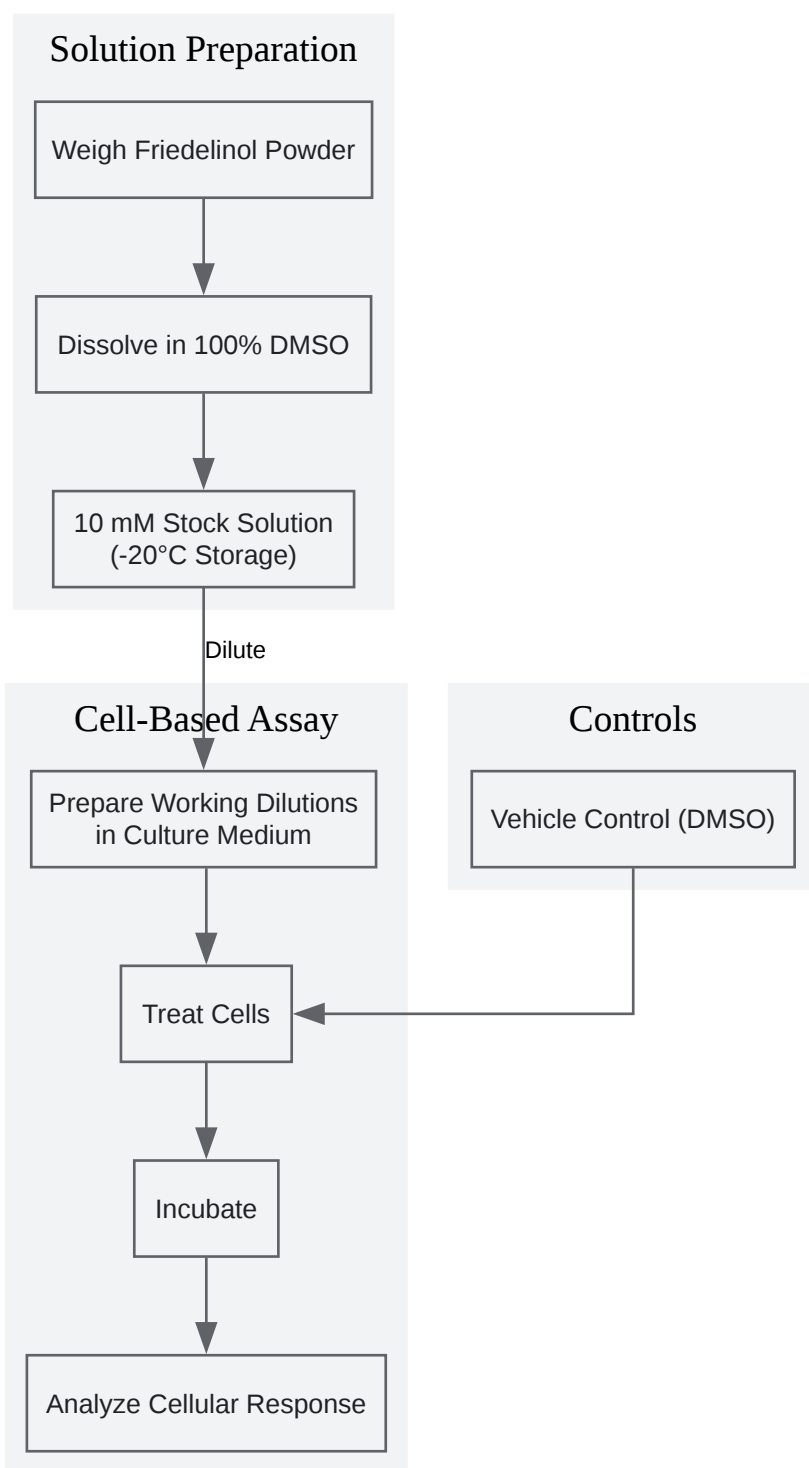 Solution Preparation
Weigh Friedelinol Powder
Dissolve in 100% DMSO
10 mM Stock Solution
(-20°C Storage)
Dilute
Cell-Based Assay
Prepare Working Dilutions
in Culture Medium
Controls
Vehicle Control (DMSO)
Treat Cells
Incubate
Analyze Cellular Response